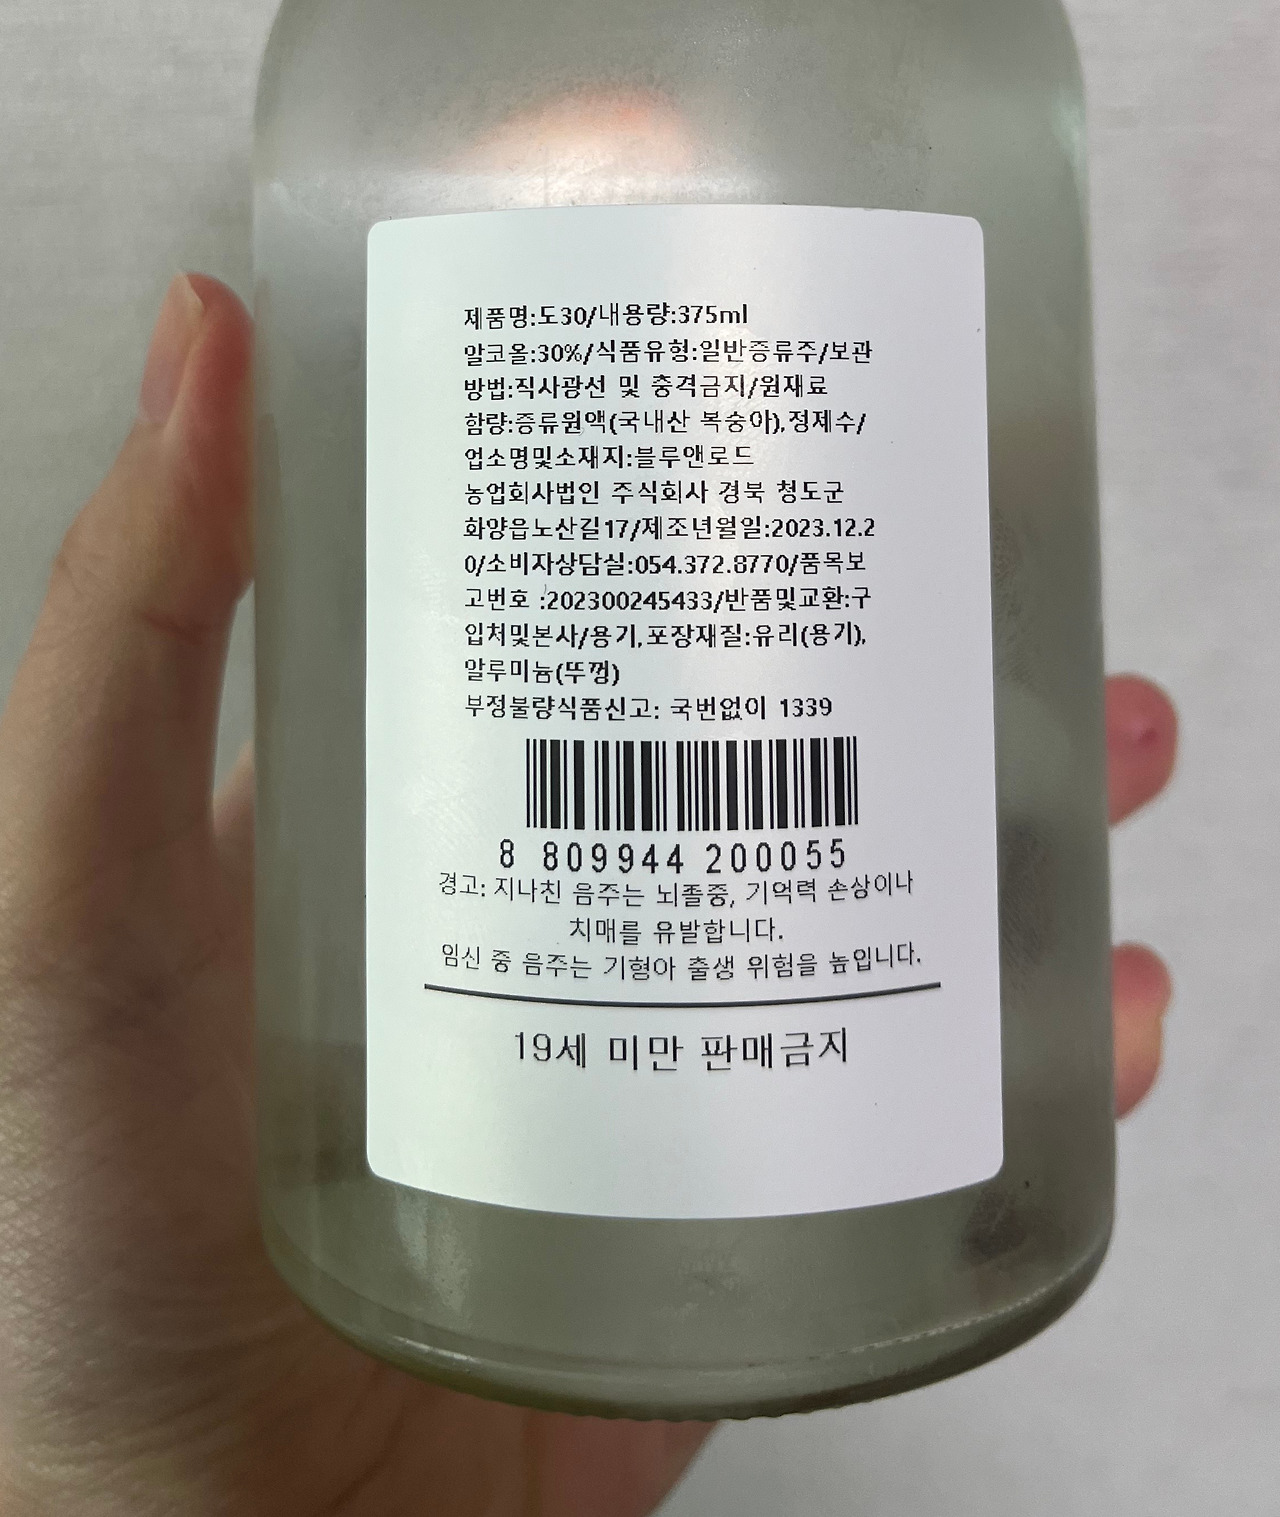 제품명:도30/내용량:375ml
알코올:30%/식품유형:일반증류주/보관
방법:직사광선 및 충격금지/원재료
함량:증류원액(국내산 복숭아),정제수/
업소명및소재지:블루앤로드
농업회사법인 주식회사 경북 청도군
화양읍노산길17/제조년월일:2023.12.2
0/소비자상담실:054.372.8770/품목보
고번호 :202300245433/반품및교환:구
입처및본사/용기,포장재질:유리(용기),
알루미늄(뚜껑)
부정불량식품신고: 국번없이 1339
8 809944 200055
경고: 지나친 음주는 뇌졸중, 기억력 손상이나
치매를 유발합니다.
임신 중 음주는 기형아 출생 위험을 높입니다.
19세 미만 판매금지